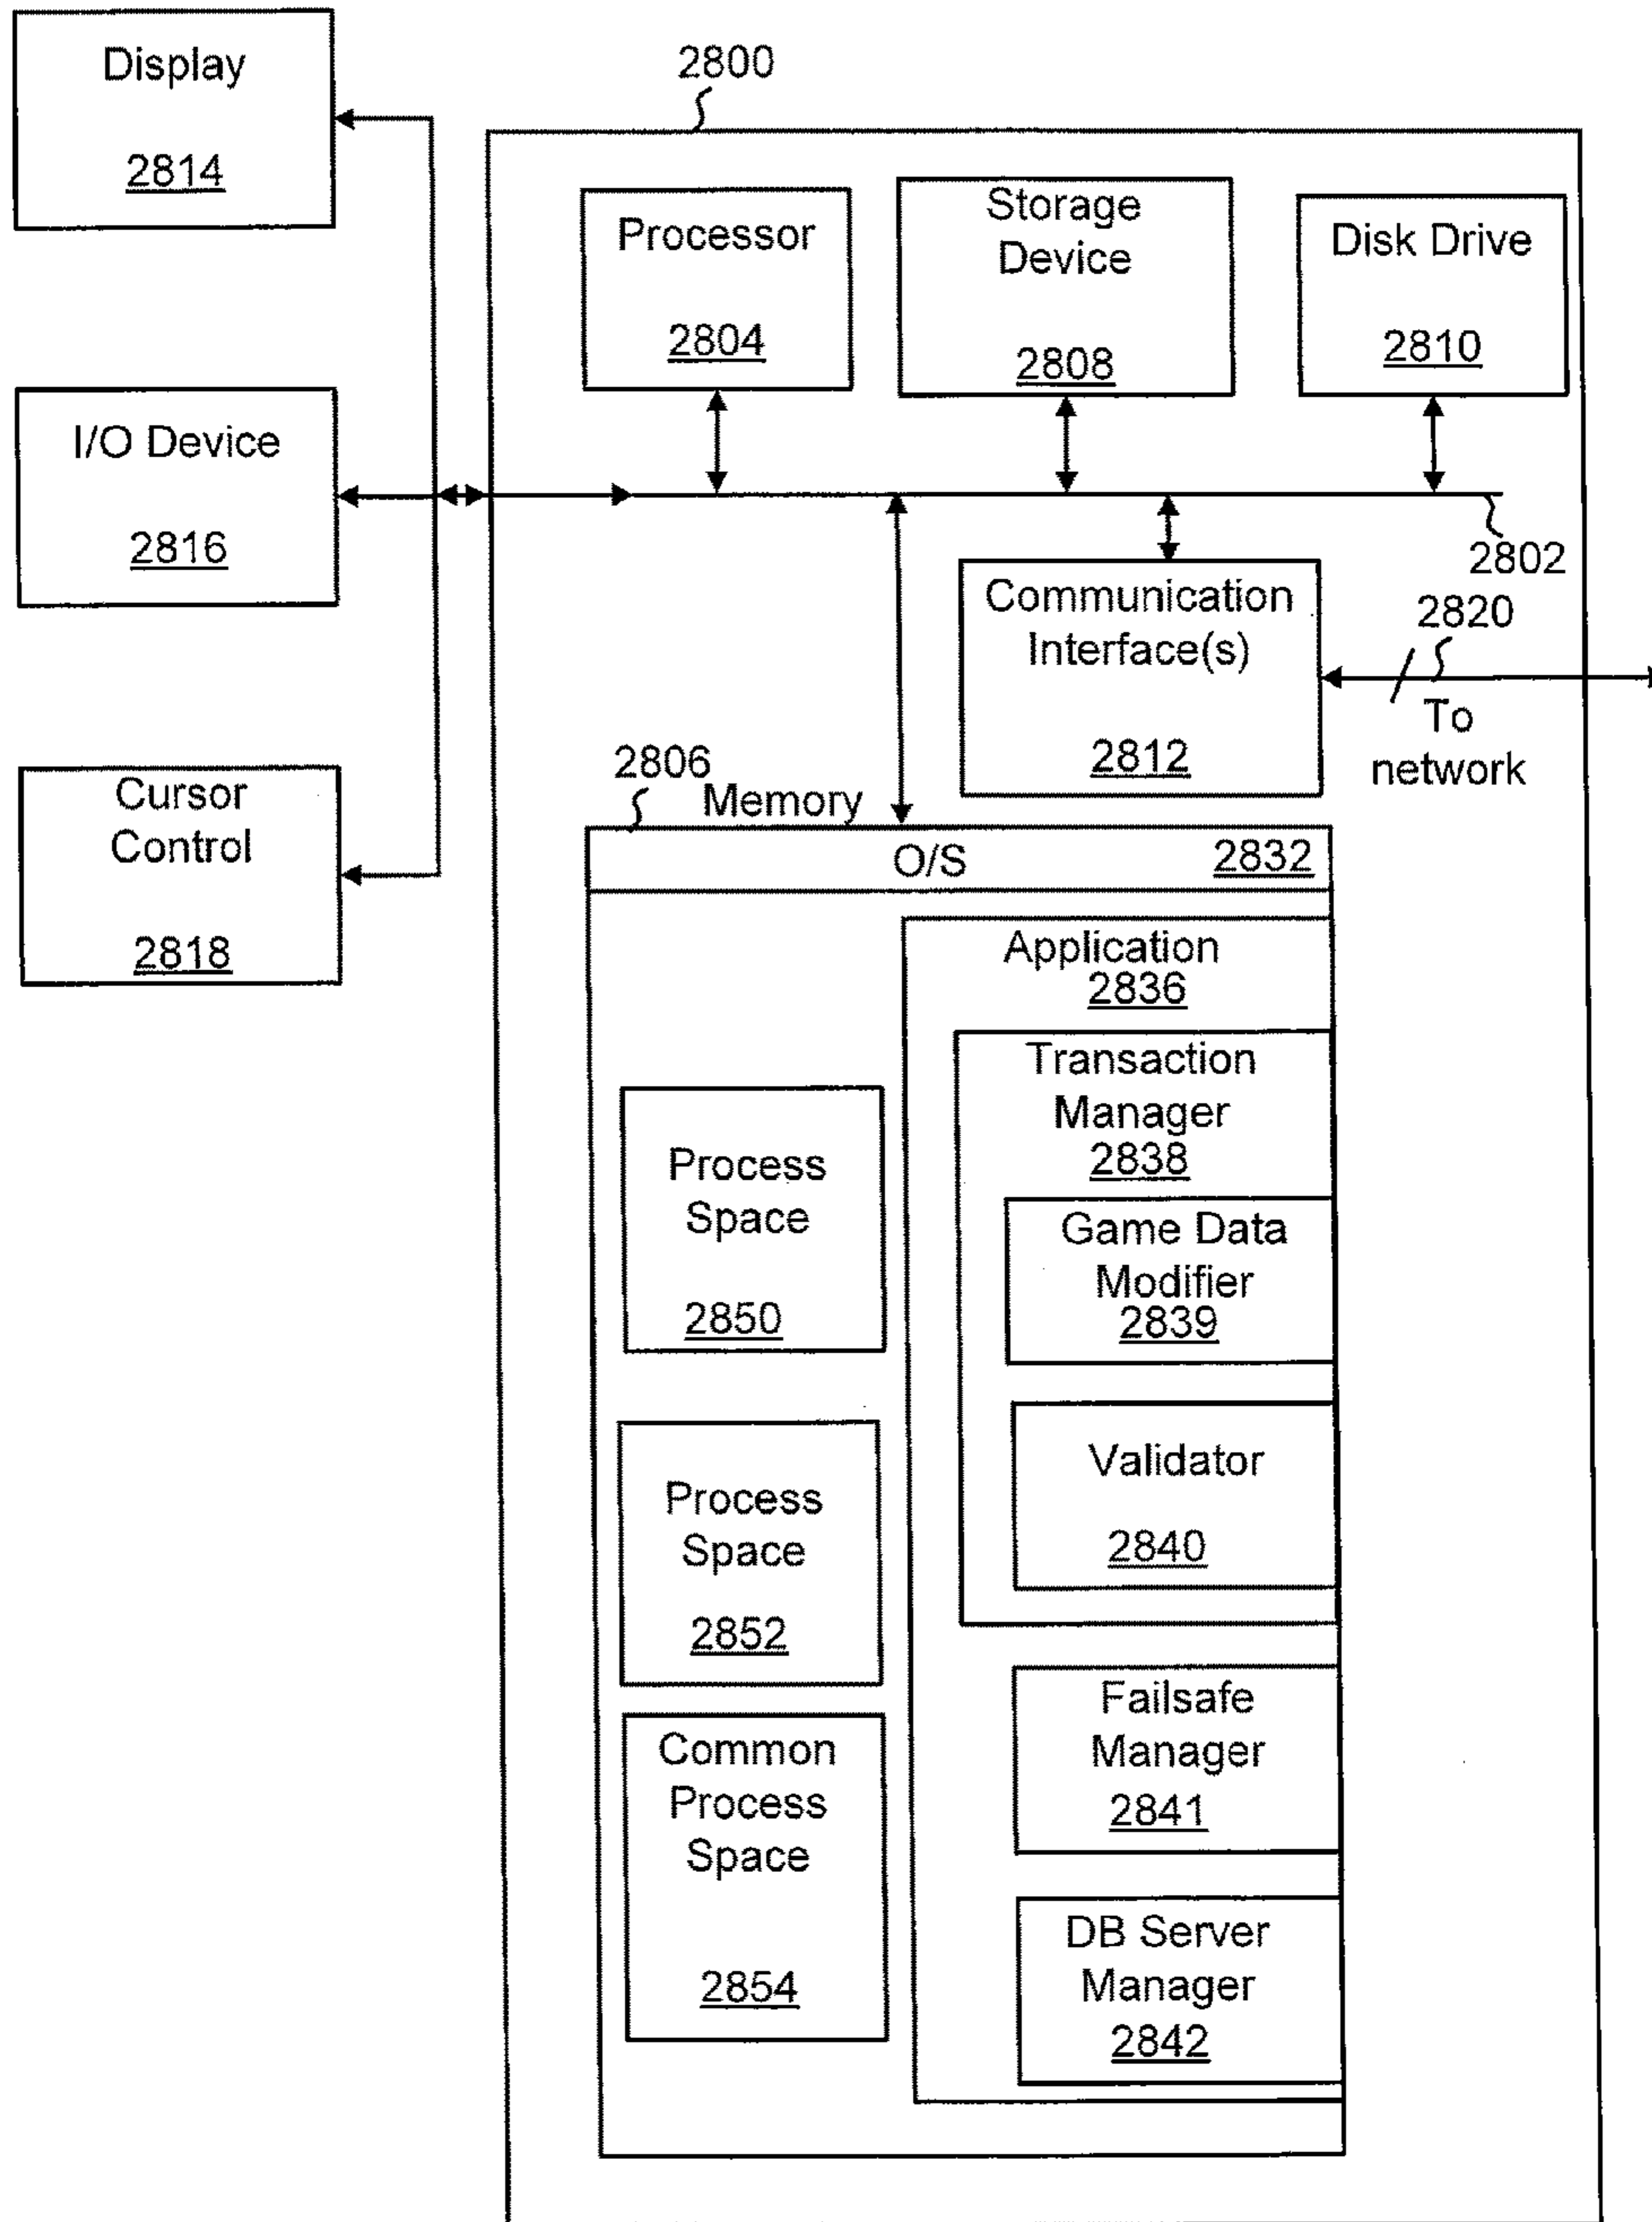 Display
2814
2800
Processor
2804
Storage
Device
2808
Disk Drive
2810
I/O Device
2816
2802
Communication
Interface(s)
2812
2820
To
network
Cursor
Control
2818
2806
Memory
O/S
2832
Application
2836
Transaction
Manager
2838
Game Data
Modifier
2839
Validator
2840
Failsafe
Manager
2841
DB Server
Manager
2842
Process
Space
2850
Process
Space
2852
Common
Process
Space
2854